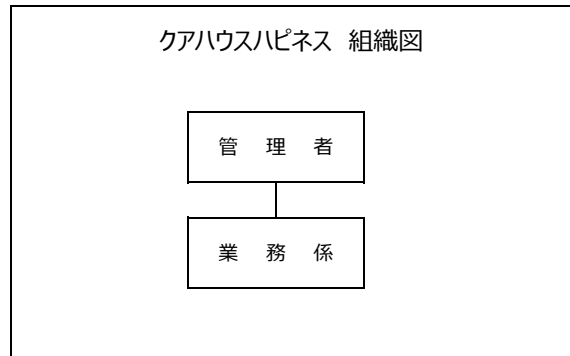 クアハウスハピネス 組織図
管 理 者
業 務 係